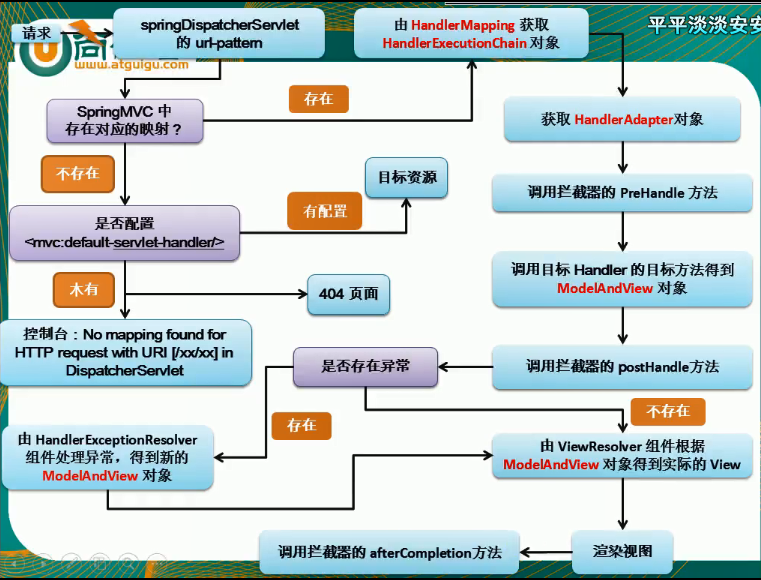 请求
springDispatcherServlet
的 url-pattern
由 HandlerMapping 获取
HandlerExecutionChain 对象
平平淡淡安安
www.atguigu.com
SpringMVC 中
存在对应的映射？
存在
获取 HandlerAdapter对象
不存在
目标资源
调用拦截器的 PreHandle 方法
是否配置
<mvc:default-servlet-handler/>
有配置
调用目标 Handler 的目标方法得到
ModelAndView 对象
木有
404 页面
控制台：No mapping found for
HTTP request with URI [/xx/xx] in
DispatcherServlet
是否存在异常
调用拦截器的 postHandle方法
存在
不存在
由 HandlerExceptionResolver
组件处理异常，得到新的
ModelAndView 对象
由 ViewResolver 组件根据
ModelAndView 对象得到实际的 View
调用拦截器的 afterCompletion方法
渲染视图